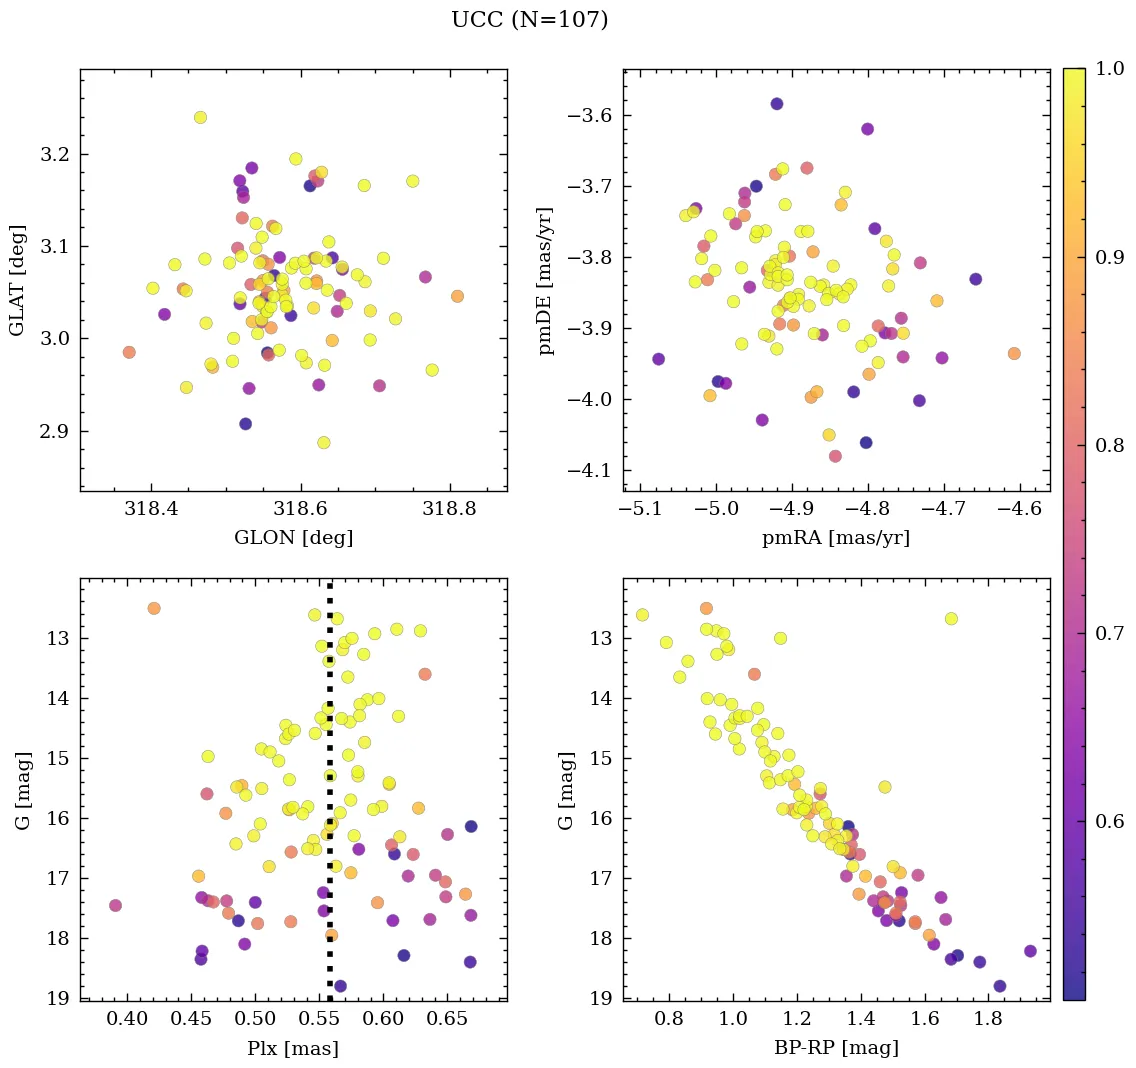 UCC (N=107)
GLAT [deg]
3.2
3.1
3.0
2.9
318.4 318.6 318.8
GLON [deg]
pmDE [mas/yr]
−3.6
−3.7
−3.8
−3.9
−4.0
−4.1
−5.1 −5.0 −4.9 −4.8 −4.7 −4.6
pmRA [mas/yr]
1.0
0.9
0.8
0.7
0.6
G [mag]
13
14
15
16
17
18
19
0.40 0.45 0.50 0.55 0.60 0.65
Plx [mas]
G [mag]
13
14
15
16
17
18
19
0.8 1.0 1.2 1.4 1.6 1.8
BP-RP [mag]